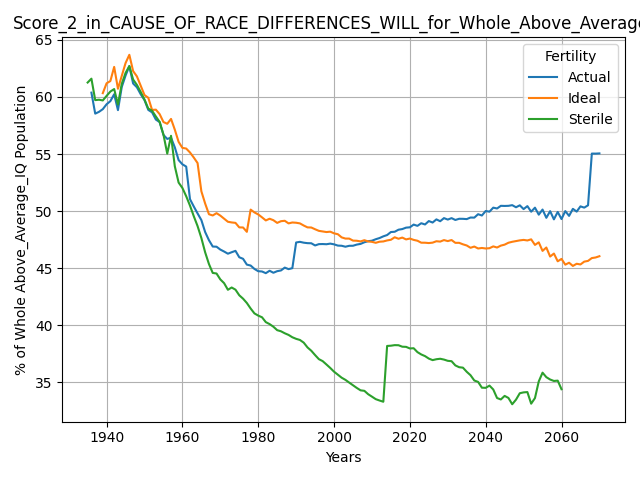 Score_2_in_CAUSE_OF_RACE_DIFFERENCES_WILL_for_Whole_Above_Average
Fertility
Actual
Ideal
Sterile
65
60
55
50
45
40
35
% of Whole Above_Average_IQ Population
1940 1960 1980 2000 2020 2040 2060
Years